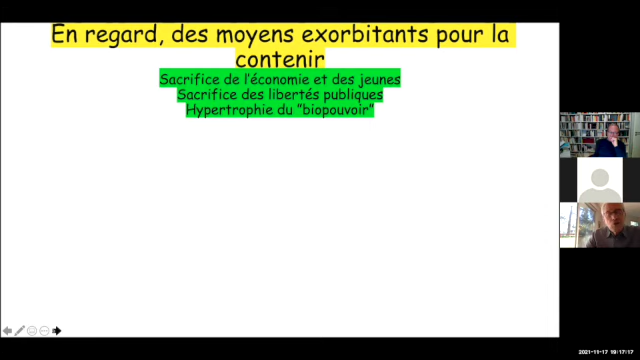 En regard, des moyens exorbitants pour la
contenir
Sacrifice de l'économie et des jeunes
Sacrifice des libertés publiques
Hypertrophie du "biopouvoir"
2021-11-17 19:17:17